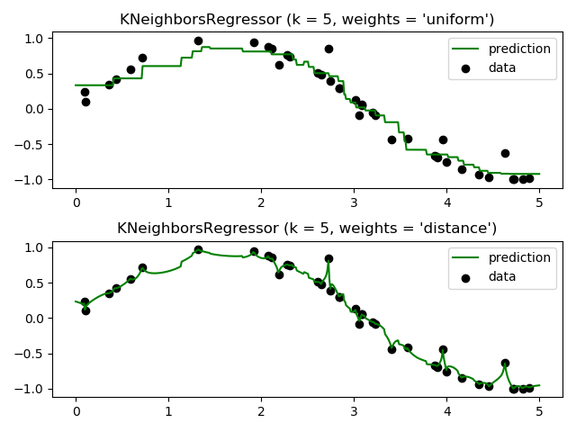 KNeighborsRegressor (k = 5, weights = 'uniform')
1.0
0.5
0.0
−0.5
−1.0
prediction
data
0 1 2 3 4 5
KNeighborsRegressor (k = 5, weights = 'distance')
1.0
0.5
0.0
−0.5
−1.0
prediction
data
0 1 2 3 4 5